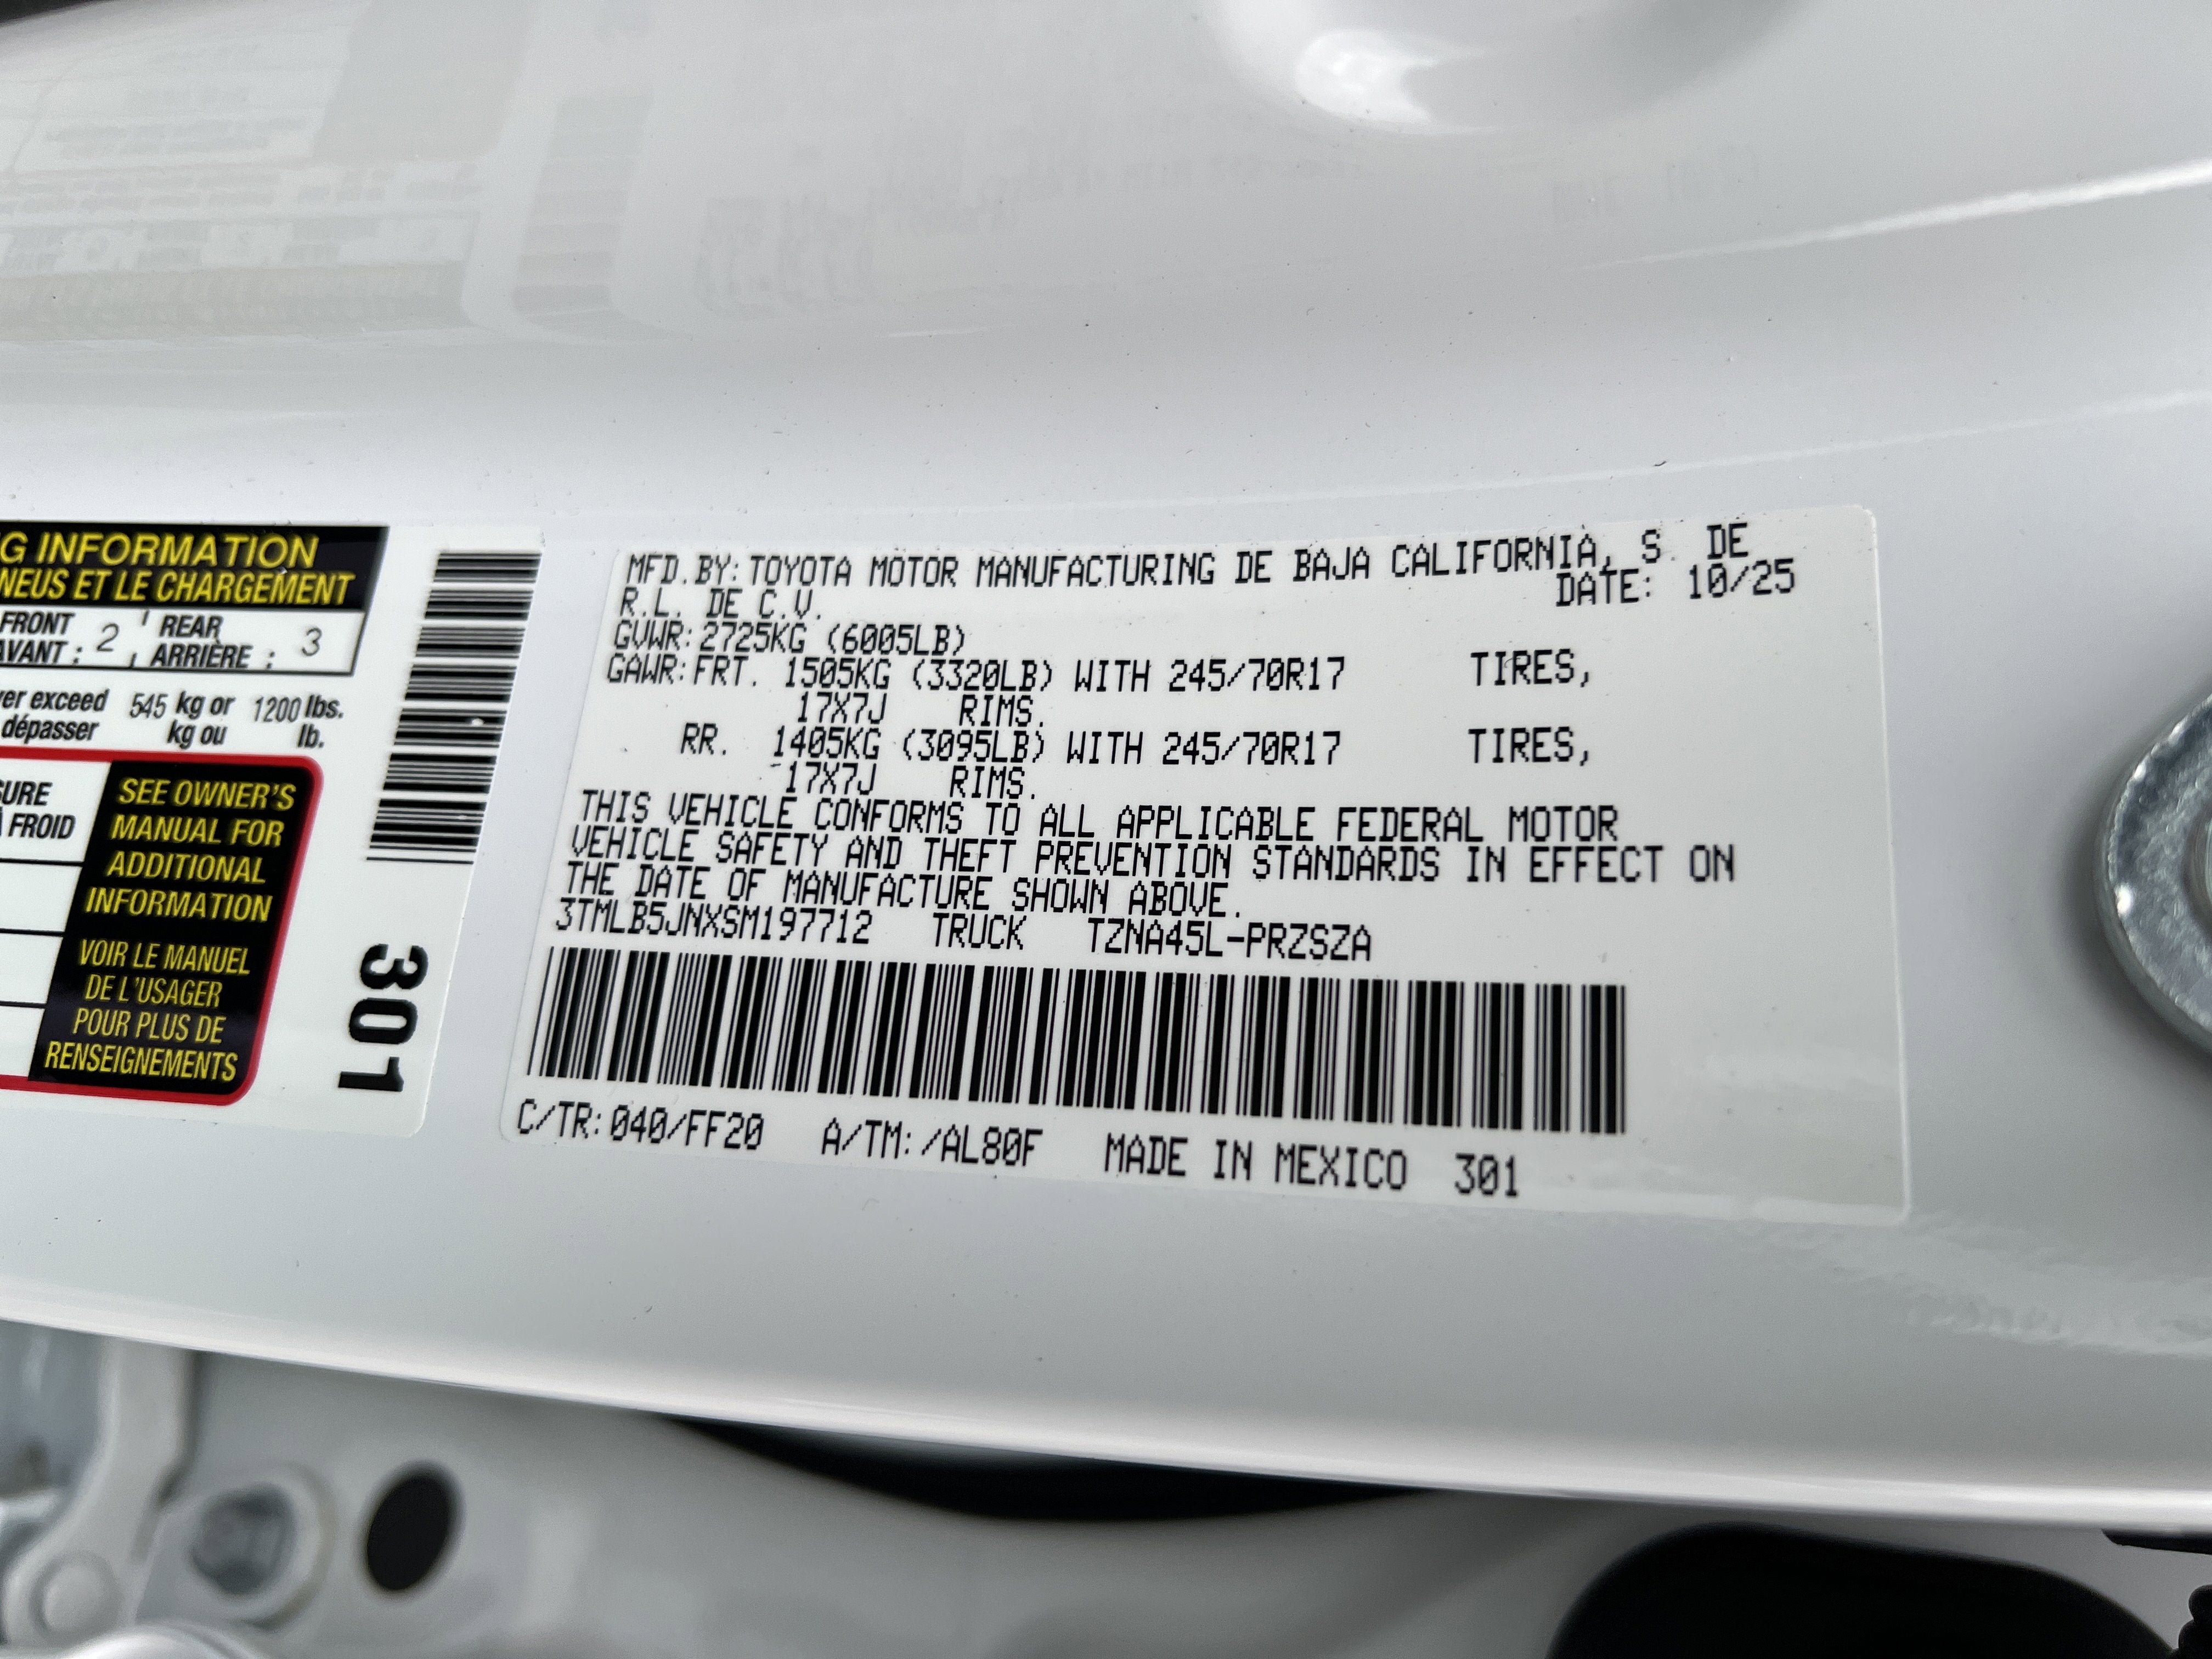 G INFORMATION
NEUS ET LE CHARGEMENT
FRONT 2 REAR 3
AVANT : ARRIÈRE :
er exceed 545 kg or 1200 lbs.
dépasser kg ou lb.
URE
FROID
SEE OWNER'S
MANUAL FOR
ADDITIONAL
INFORMATION
VOIR LE MANUEL
DE L'USAGER
POUR PLUS DE
RENSEIGNEMENTS
301
MFD.BY:TOYOTA MOTOR MANUFACTURING DE BAJA CALIFORNIA, S. DE
R.L. DE C.V. DATE: 10/25
GVWR:2725KG (6005LB)
GAWR:FRT. 1505KG (3320LB) WITH 245/70R17 TIRES,
17X7J RIMS.
RR. 1405KG (3095LB) WITH 245/70R17 TIRES,
17X7J RIMS.
THIS VEHICLE CONFORMS TO ALL APPLICABLE FEDERAL MOTOR
VEHICLE SAFETY AND THEFT PREVENTION STANDARDS IN EFFECT ON
THE DATE OF MANUFACTURE SHOWN ABOVE.
3TMLB5JNXSM197712 TRUCK TZNA45L-PRZSZA
C/TR:040/FF20 A/TM:/AL80F MADE IN MEXICO 301